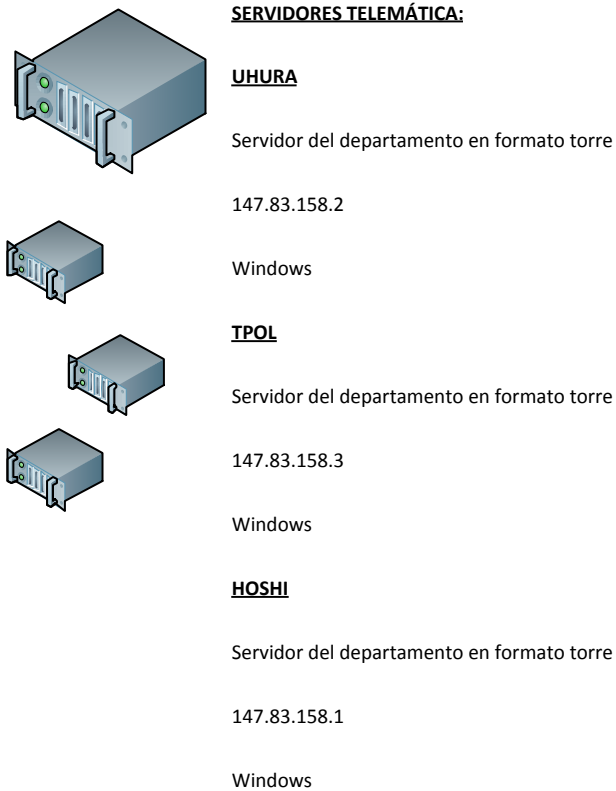 SERVIDORES TELEMÁTICA:
UHURA
Servidor del departamento en formato torre
147.83.158.2
Windows
TPOL
Servidor del departamento en formato torre
147.83.158.3
Windows
HOSHI
Servidor del departamento en formato torre
147.83.158.1
Windows